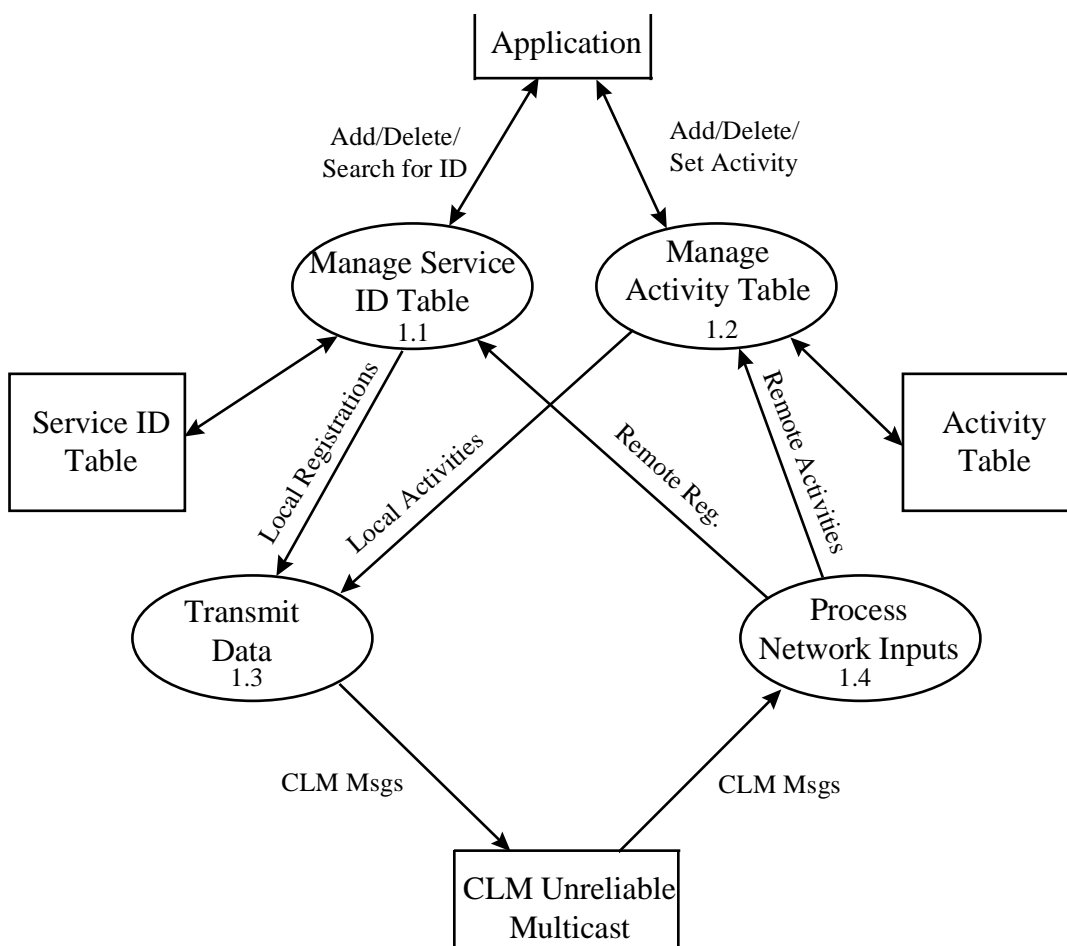 Application
Add/Delete/
Search for ID
Add/Delete/
Set Activity
Manage Service
ID Table
1.1
Manage
Activity Table
1.2
Service ID
Table
Local Registrations
Local Activities
Remote Reg.
Remote Activities
Activity
Table
Transmit
Data
1.3
Process
Network Inputs
1.4
CLM Msgs
CLM Msgs
CLM Unreliable
Multicast